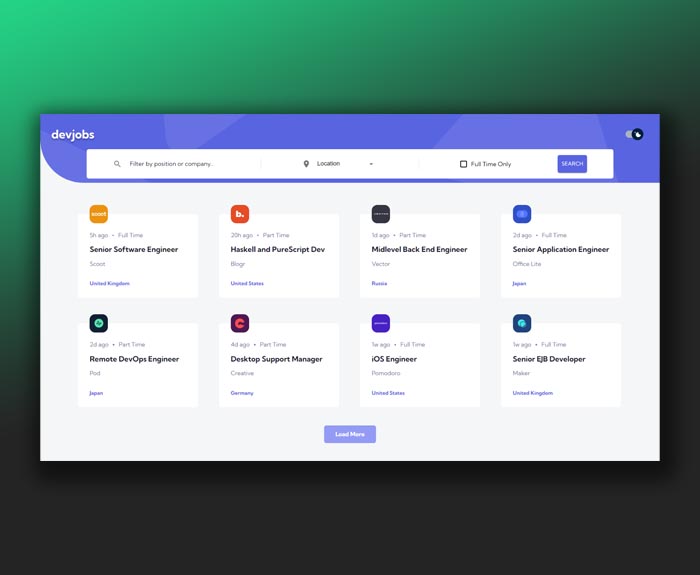 devjobs
Filter by position or company..
Location
Full Time Only
SEARCH
scoot
5h ago • Full Time
Senior Software Engineer
Scoot
United Kingdom
b.
20h ago • Part Time
Haskell and PureScript Dev
Blogr
United States
1d ago • Part Time
Midlevel Back End Engineer
Vector
Russia
2d ago • Full Time
Senior Application Engineer
Office Lite
Japan
2d ago • Part Time
Remote DevOps Engineer
Pod
Japan
4d ago • Part Time
Desktop Support Manager
Creative
Germany
1w ago • Full Time
iOS Engineer
Pomodoro
United States
1w ago • Full Time
Senior EJB Developer
Maker
United Kingdom
Load More